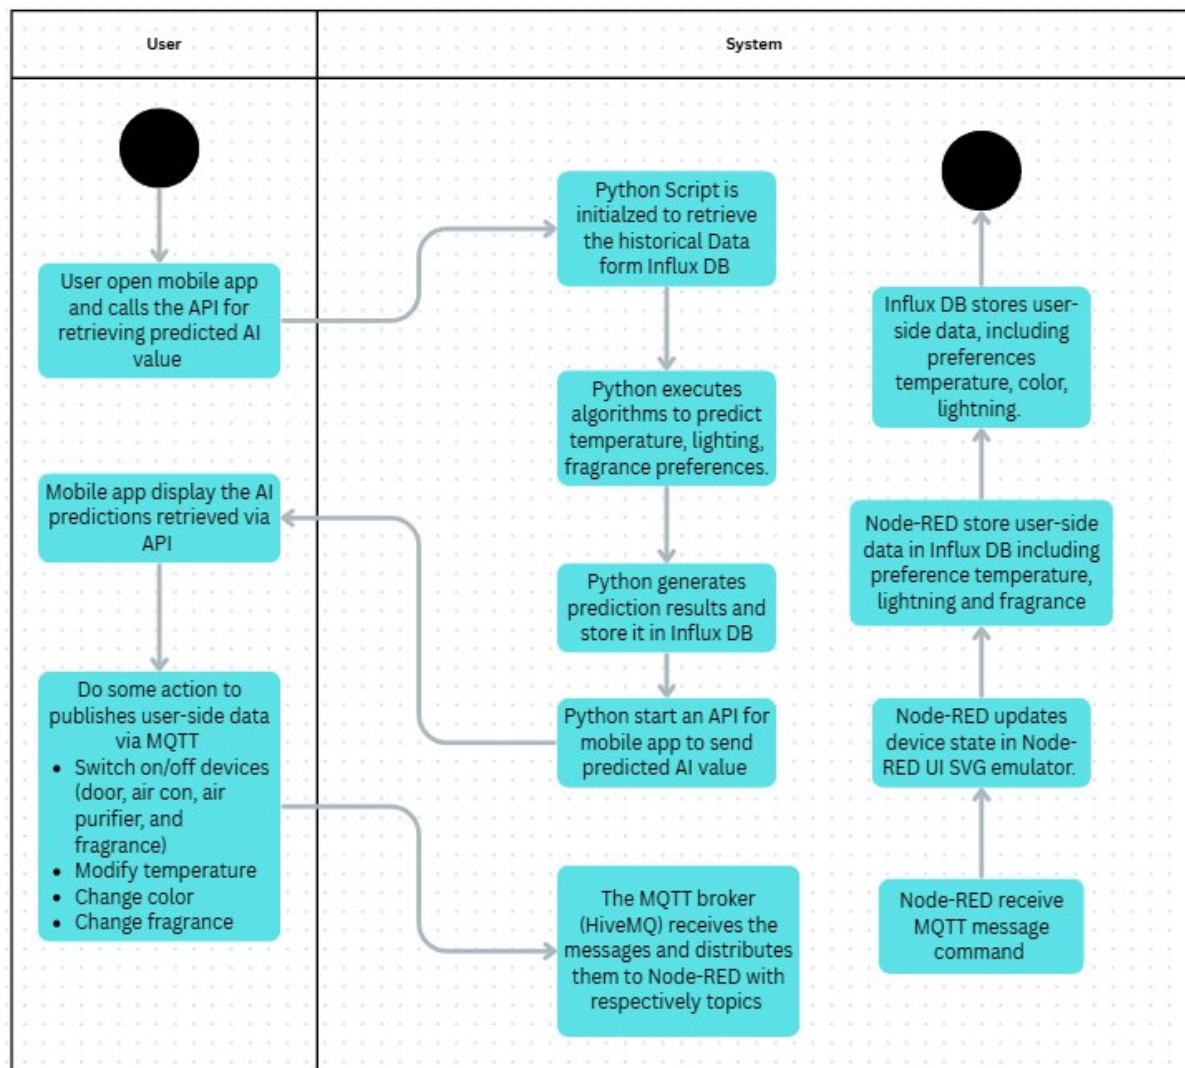 User
System
User open mobile app
and calls the API for
retrieving predicted AI
value
Python Script is
initialzed to retrieve
the historical Data
form Influx DB
Python executes
algorithms to predict
temperature, lighting,
fragrance preferences.
Python generates
prediction results and
store it in Influx DB
Python start an API for
mobile app to send
predicted AI value
Mobile app display the AI
predictions retrieved via
API
Do some action to
publishes user-side data
via MQTT
• Switch on/off devices
(door, air con, air
purifier, and
fragrance)
• Modify temperature
• Change color
• Change fragrance
The MQTT broker
(HiveMQ) receives the
messages and distributes
them to Node-RED with
respectively topics
Node-RED receive
MQTT message
command
Node-RED updates
device state in Node-
RED UI SVG emulator.
Node-RED store user-side
data in Influx DB including
preference temperature,
lightning and fragrance
Influx DB stores user-
side data, including
preferences
temperature, color,
lightning.